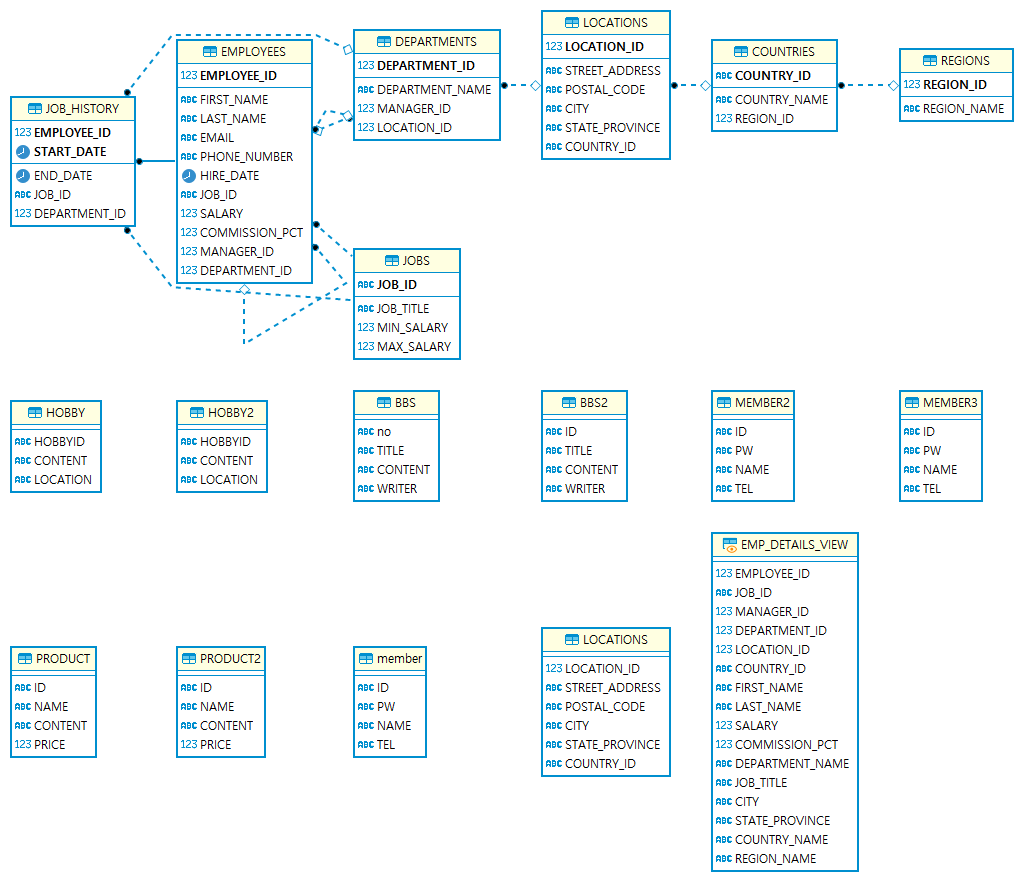 JOB_HISTORY
123 EMPLOYEE_ID
START_DATE
END_DATE
ABC JOB_ID
123 DEPARTMENT_ID
EMPLOYEES
123 EMPLOYEE_ID
ABC FIRST_NAME
ABC LAST_NAME
ABC EMAIL
ABC PHONE_NUMBER
HIRE_DATE
ABC JOB_ID
123 SALARY
123 COMMISSION_PCT
123 MANAGER_ID
123 DEPARTMENT_ID
DEPARTMENTS
123 DEPARTMENT_ID
ABC DEPARTMENT_NAME
123 MANAGER_ID
123 LOCATION_ID
LOCATIONS
123 LOCATION_ID
ABC STREET_ADDRESS
ABC POSTAL_CODE
ABC CITY
ABC STATE_PROVINCE
ABC COUNTRY_ID
COUNTRIES
ABC COUNTRY_ID
ABC COUNTRY_NAME
123 REGION_ID
REGIONS
123 REGION_ID
ABC REGION_NAME
JOBS
ABC JOB_ID
ABC JOB_TITLE
123 MIN_SALARY
123 MAX_SALARY
HOBBY
ABC HOBBYID
ABC CONTENT
ABC LOCATION
HOBBY2
ABC HOBBYID
ABC CONTENT
ABC LOCATION
BBS
ABC no
ABC TITLE
ABC CONTENT
ABC WRITER
BBS2
ABC ID
ABC TITLE
ABC CONTENT
ABC WRITER
MEMBER2
ABC ID
ABC PW
ABC NAME
ABC TEL
MEMBER3
ABC ID
ABC PW
ABC NAME
ABC TEL
PRODUCT
ABC ID
ABC NAME
ABC CONTENT
123 PRICE
PRODUCT2
ABC ID
ABC NAME
ABC CONTENT
123 PRICE
member
ABC ID
ABC PW
ABC NAME
ABC TEL
LOCATIONS
123 LOCATION_ID
ABC STREET_ADDRESS
ABC POSTAL_CODE
ABC CITY
ABC STATE_PROVINCE
ABC COUNTRY_ID
EMP_DETAILS_VIEW
123 EMPLOYEE_ID
ABC JOB_ID
123 MANAGER_ID
123 DEPARTMENT_ID
123 LOCATION_ID
ABC COUNTRY_ID
ABC FIRST_NAME
ABC LAST_NAME
123 SALARY
123 COMMISSION_PCT
ABC DEPARTMENT_NAME
ABC JOB_TITLE
ABC CITY
ABC STATE_PROVINCE
ABC COUNTRY_NAME
ABC REGION_NAME